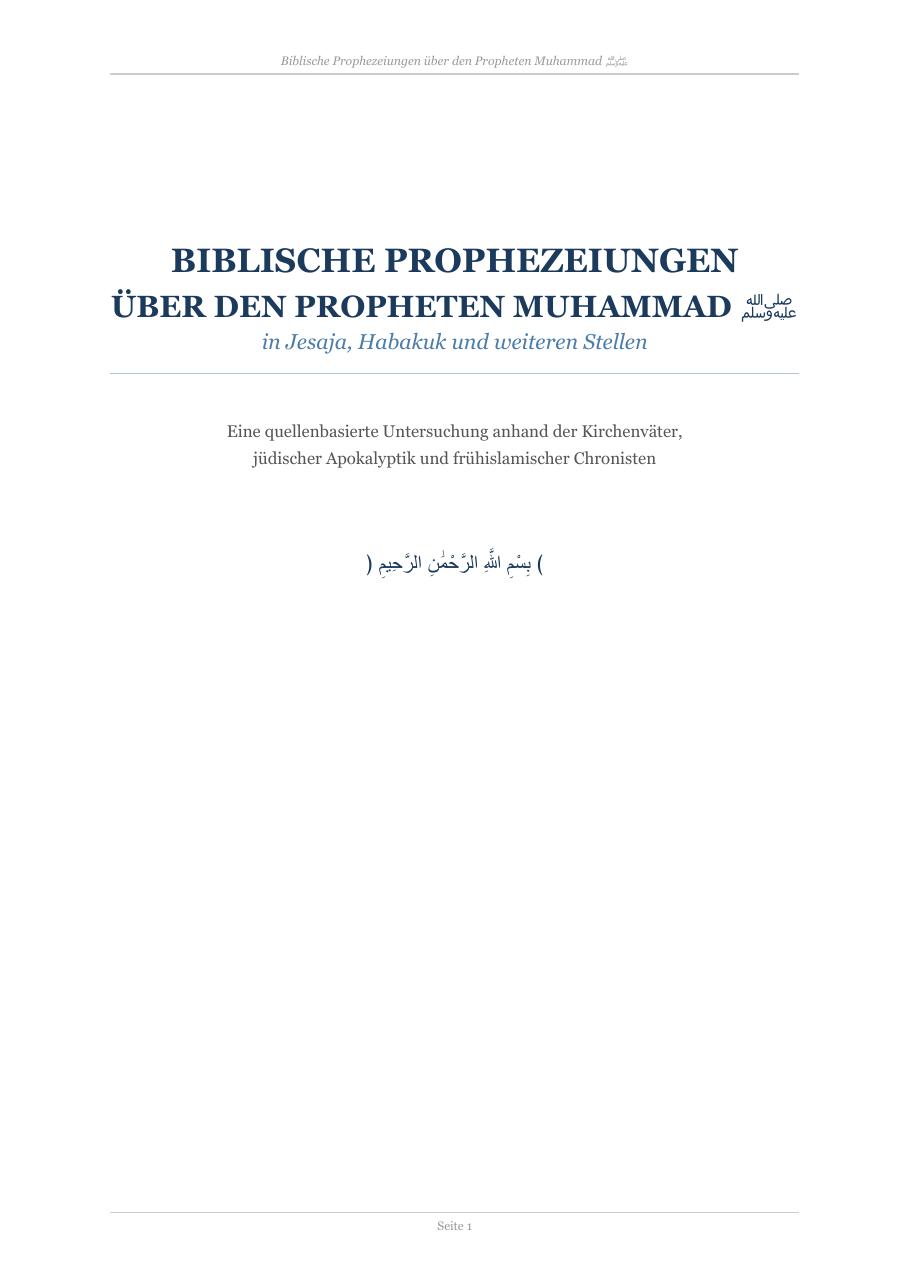 Biblische Prophezeiungen über den Propheten Muhammad ﷺ
BIBLISCHE PROPHEZEIUNGEN
ÜBER DEN PROPHETEN MUHAMMAD ﷺ
in Jesaja, Habakuk und weiteren Stellen
Eine quellenbasierte Untersuchung anhand der Kirchenväter,
jüdischer Apokalyptik und frühislamischer Chronisten
﴿ بِسْمِ اللَّهِ الرَّحْمَٰنِ الرَّحِيمِ ﴾
Seite 1